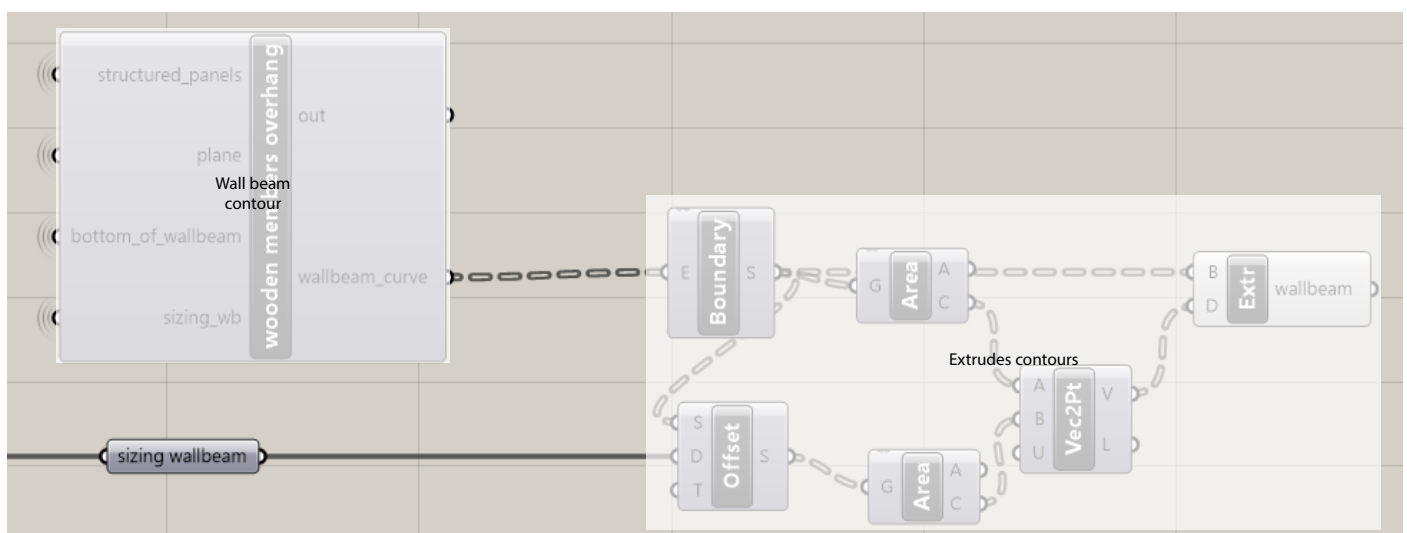 structured_panels
plane
bottom_of_wallbeam
sizing_wb
wooden members overhang
Wall beam
contour
out
wallbeam_curve
sizing wallbeam
E
Boundary
S
G
Area
A
C
B
D
Extr
wallbeam
Extrudes contours
A
B
U
Vec2Pt
V
L
S
D
T
Offset
S
G
Area
A
C